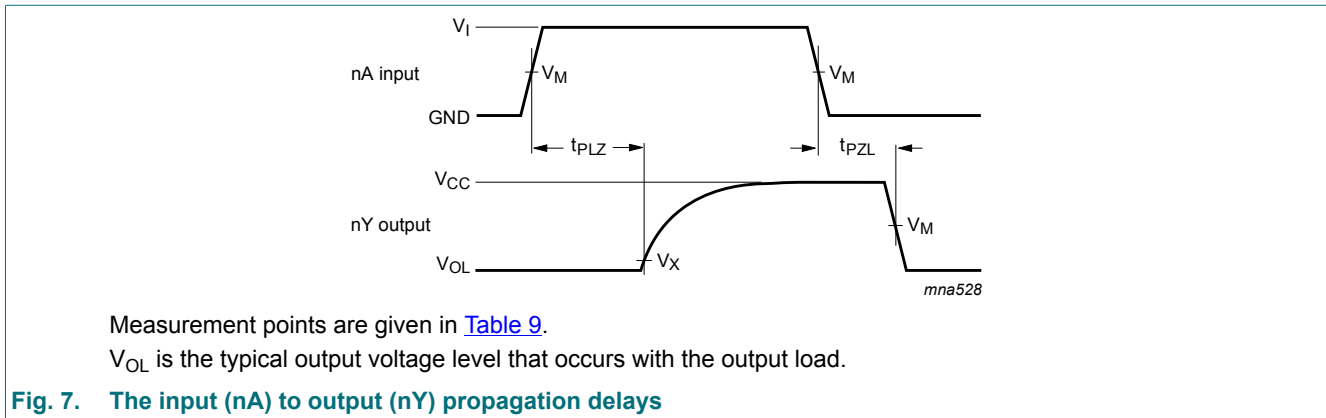 V_I
nA input
V_M
V_M
GND
t_PLZ
t_PZL
V_CC
nY output
V_M
V_OL
V_X
mna528
Measurement points are given in Table 9.
V_OL is the typical output voltage level that occurs with the output load.
Fig. 7. The input (nA) to output (nY) propagation delays